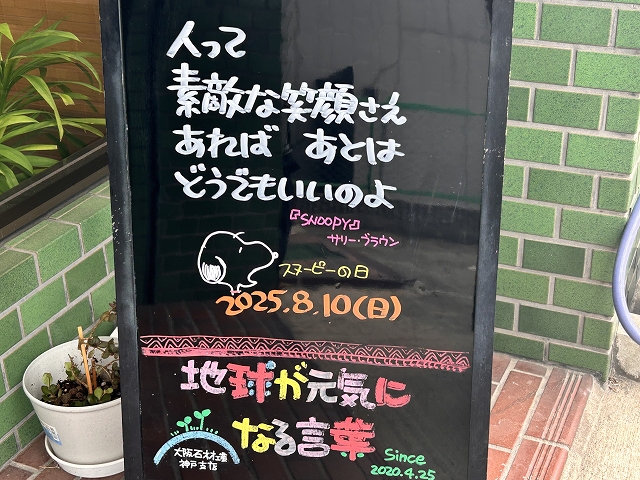 人って
素敵な笑顔さえ
あれば あとは
どうでもいいのよ
『SNOOPY』
サリー・ブラウン
スヌーピーの日
2025.8.10(日)
地球が元気に
なる言葉
大阪石材工業
神戸支店
Since
2020.4.25